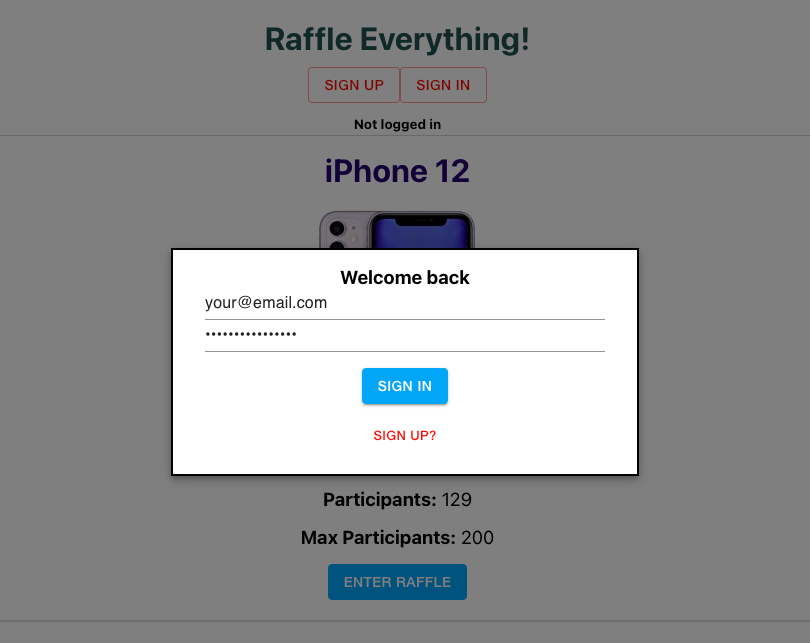 Raffle Everything!
SIGN UP SIGN IN
Not logged in
iPhone 12
Welcome back
your@email.com
••••••••••••••••
SIGN IN
SIGN UP?
Participants: 129
Max Participants: 200
ENTER RAFFLE